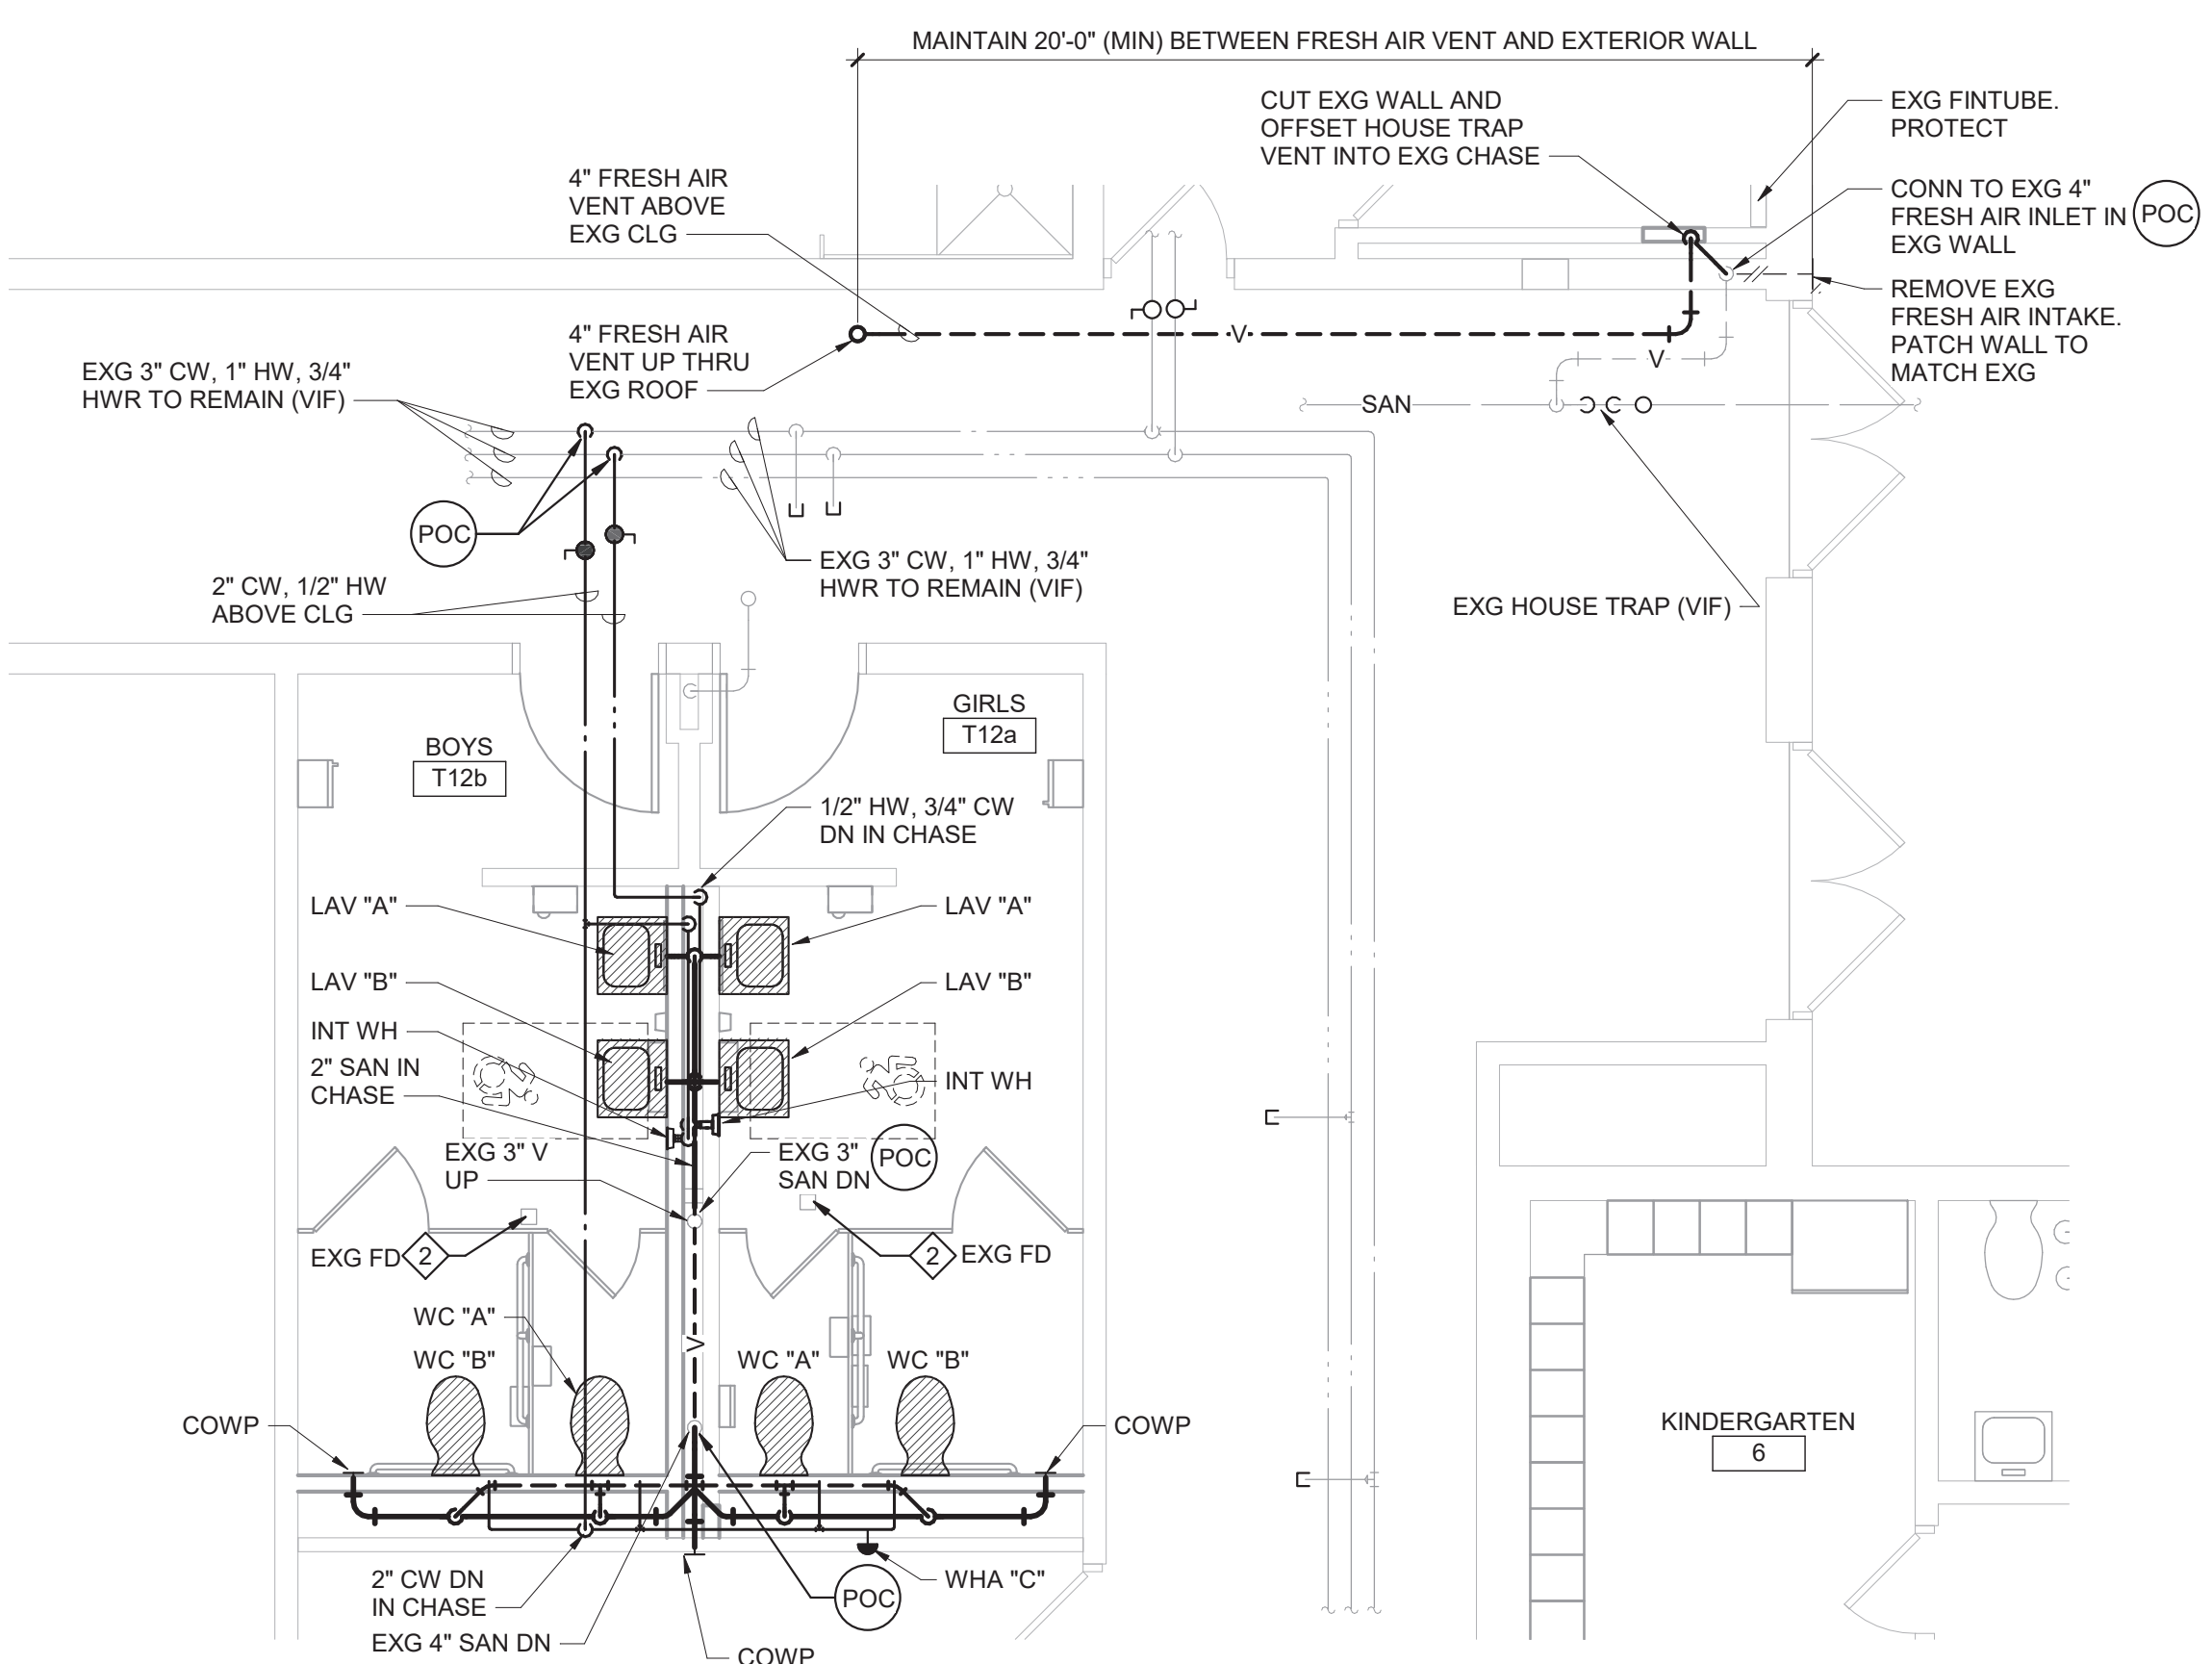 MAINTAIN 20'-0" (MIN) BETWEEN FRESH AIR VENT AND EXTERIOR WALL
CUT EXG WALL AND
OFFSET HOUSE TRAP
VENT INTO EXG CHASE
EXG FINTUBE.
PROTECT
4" FRESH AIR
VENT ABOVE
EXG CLG
CONN TO EXG 4"
FRESH AIR INLET IN
EXG WALL
POC
REMOVE EXG
FRESH AIR INTAKE.
PATCH WALL TO
MATCH EXG
4" FRESH AIR
VENT UP THRU
EXG ROOF
V
V
EXG 3" CW, 1" HW, 3/4"
HWR TO REMAIN (VIF)
SAN
POC
EXG 3" CW, 1" HW, 3/4"
HWR TO REMAIN (VIF)
2" CW, 1/2" HW
ABOVE CLG
EXG HOUSE TRAP (VIF)
GIRLS
T12a
BOYS
T12b
1/2" HW, 3/4" CW
DN IN CHASE
LAV "A"
LAV "A"
LAV "B"
LAV "B"
INT WH
2" SAN IN
CHASE
INT WH
EXG 3" V
UP
EXG 3"
SAN DN
POC
EXG FD
2
2
EXG FD
WC "A"
V
WC "B"
WC "A"
WC "B"
COWP
COWP
KINDERGARTEN
6
2" CW DN
IN CHASE
WHA "C"
POC
EXG 4" SAN DN
COWP